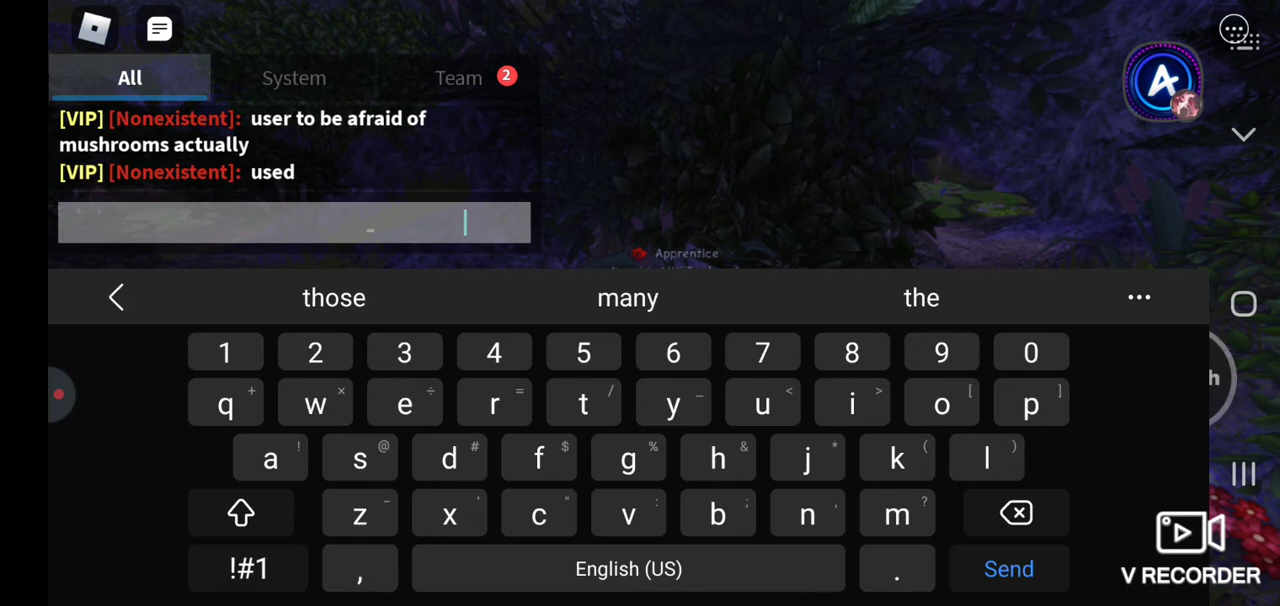 All System Team 2
[VIP] [Nonexistent]: user to be afraid of
mushrooms actually
[VIP] [Nonexistent]: used
Apprentice
those many the
1 2 3 4 5 6 7 8 9 0
q + w × e ÷ r = t / y _ u < i > o [ p ]
a ! s @ d # f $ g % h & j * k ( l )
z - x ' c " v : b ; n , m ?
!#1 , English (US) . Send
V RECORDER